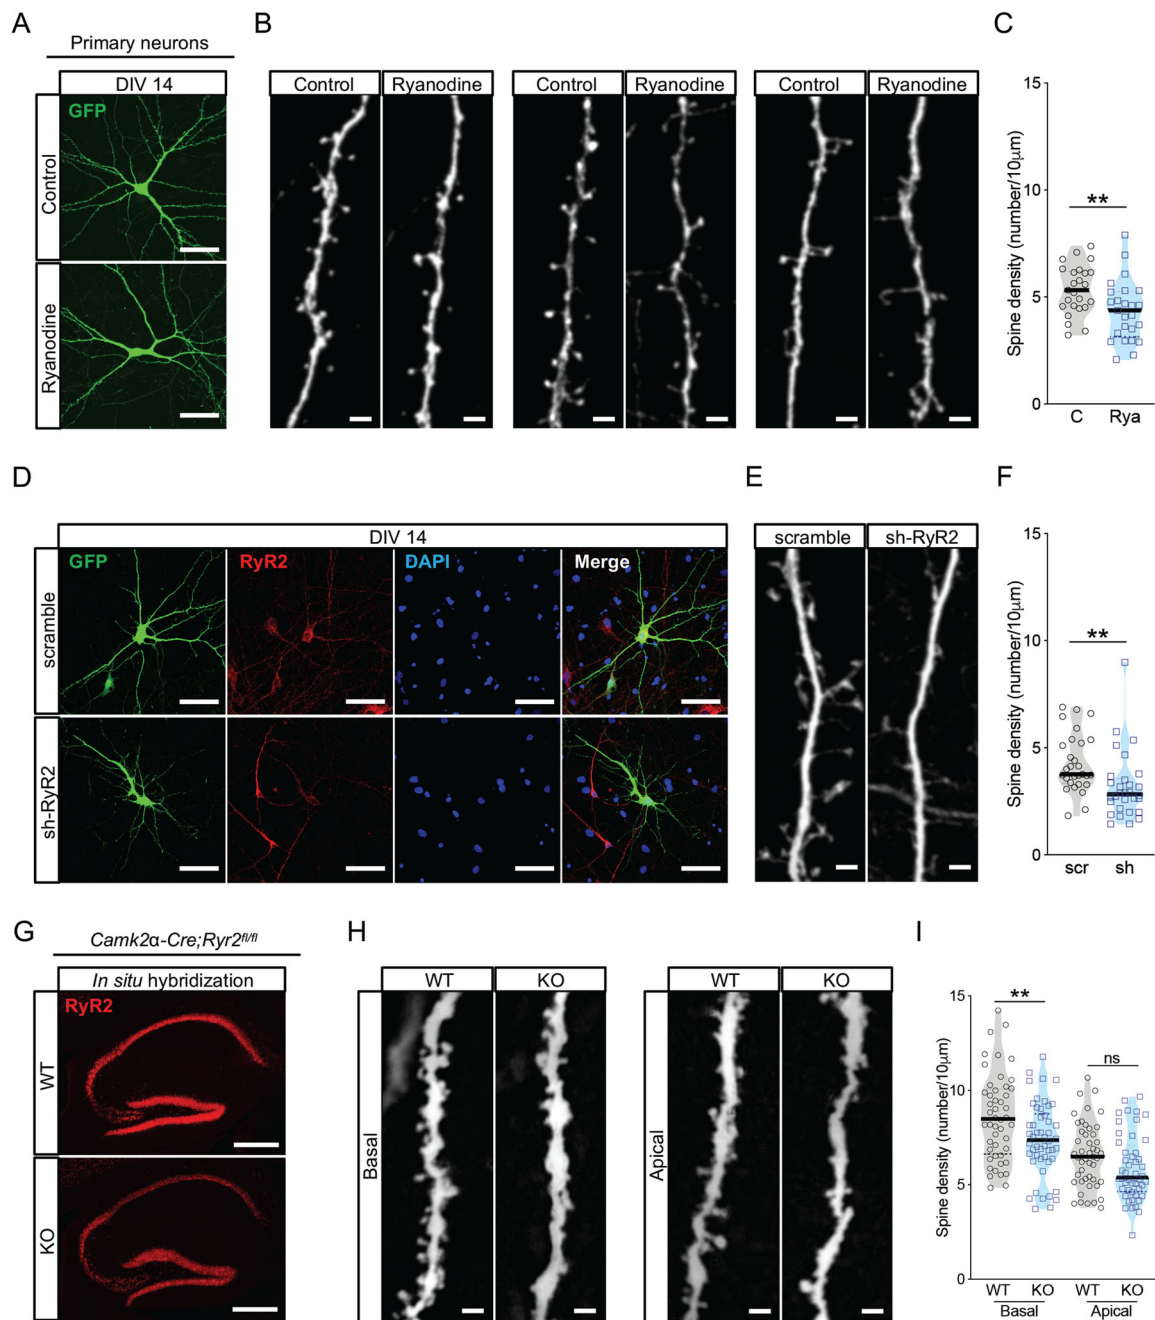 A
Primary neurons
DIV 14
GFP
Control
Ryanodine
B
Control
Ryanodine
Control
Ryanodine
Control
Ryanodine
C
Spine density (number/10µm)
15
10
5
0
**
C
Rya
D
DIV 14
GFP
RyR2
DAPI
Merge
scramble
sh-RyR2
E
scramble
sh-RyR2
F
Spine density (number/10µm)
15
10
5
0
**
scr
sh
G
Camk2α-Cre;Ryr2fl/fl
In situ hybridization
RyR2
WT
KO
H
WT
KO
Basal
WT
KO
Apical
I
Spine density (number/10µm)
15
10
5
0
**
ns
WT KO WT KO
Basal Apical